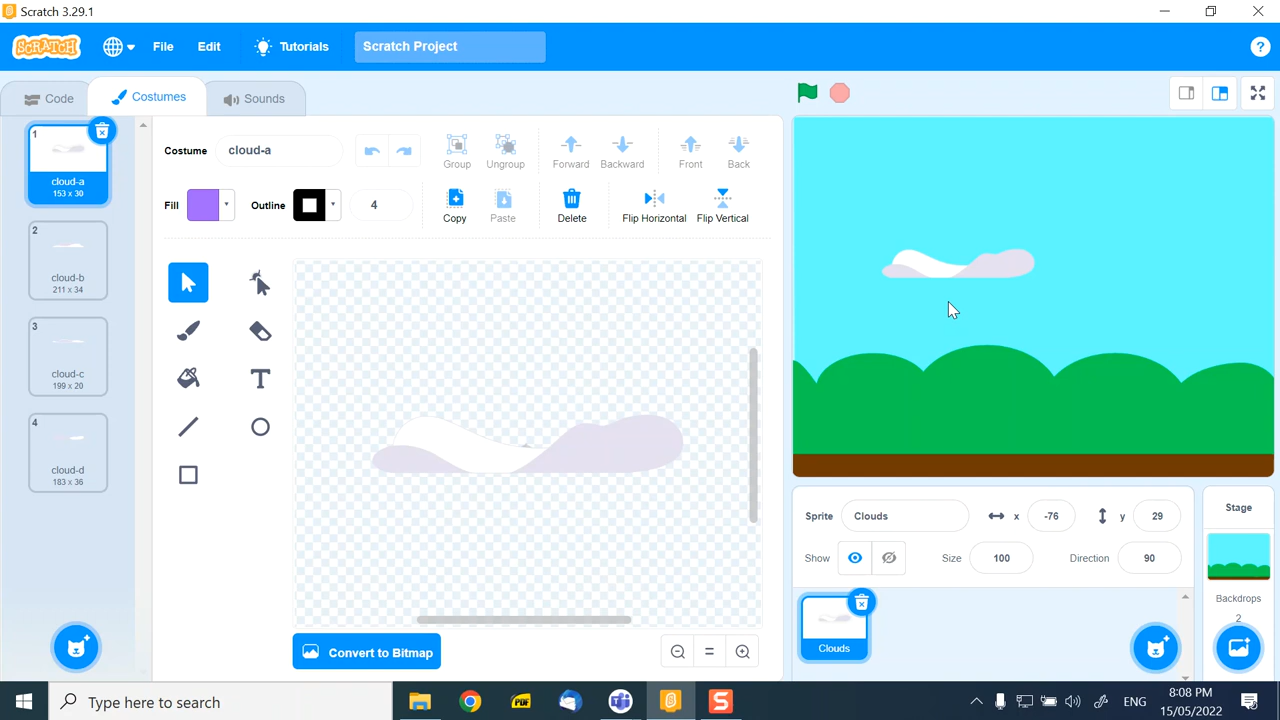 Scratch 3.29.1
SCRATCH File Edit Tutorials Scratch Project ?
Code Costumes Sounds
1
cloud-a
153 x 30
2
cloud-b
211 x 34
3
cloud-c
199 x 20
4
cloud-d
183 x 36
Costume cloud-a Group Ungroup Forward Backward Front Back
Fill Outline 4 Copy Paste Delete Flip Horizontal Flip Vertical
T
Convert to Bitmap
Sprite Clouds x -76 y 29
Show Size 100 Direction 90
Clouds
Stage
Backdrops
2
Type here to search
PDF
ENG
8:08 PM
15/05/2022